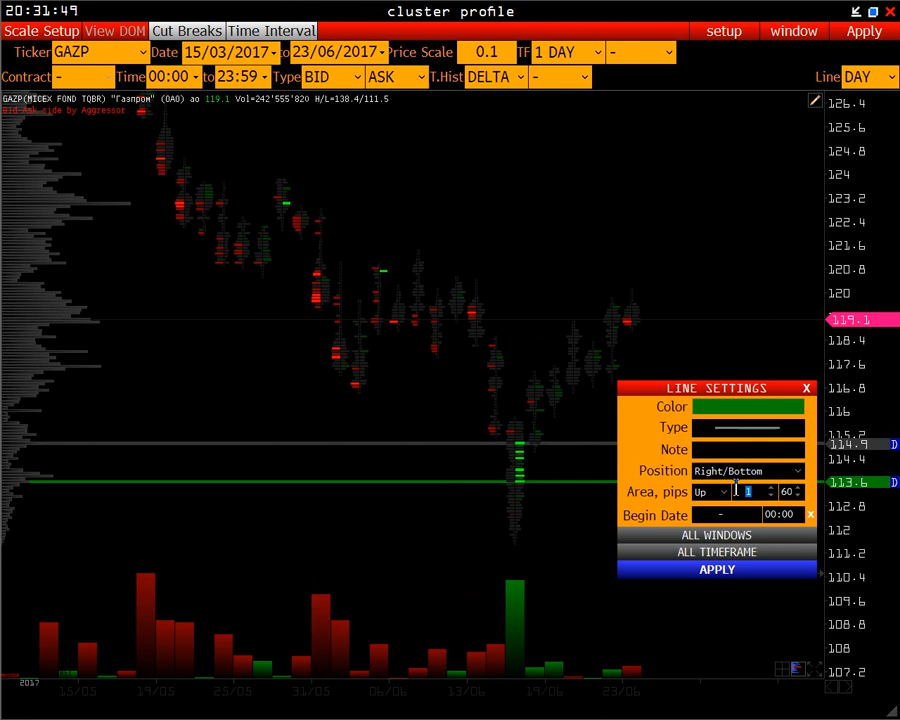 20:31:49
cluster profile
X
Scale Setup
View DOM
Cut Breaks
Time Interval
setup
window
Apply
Ticker GAZP Date 15/03/2017 to 23/06/2017 Price Scale 0.1 TF 1 DAY -
Contract - Time 00:00 to 23:59 Type BID ASK T.Hist DELTA - Line DAY
GAZP(MICEX FOND TQBR) "Газпром" (ОАО) ао 119.1 Vol=242'555'820 H/L=138.4/111.5
Bid-Ask side by Aggressor
126.4
125.6
124.8
124
123.2
122.4
121.6
120.8
120
119.1
118.4
117.6
116.8
116
115.2
114.9 D
114.4
113.6 D
112.8
112
111.2
110.4
109.6
108.8
108
107.2
LINE SETTINGS X
Color
Type
Note
Position Right/Bottom
Area, pips Up 1 60
Begin Date - 00:00 x
ALL WINDOWS
ALL TIMEFRAME
APPLY
2017
15/05
19/05
25/05
31/05
06/06
13/06
19/06
23/06